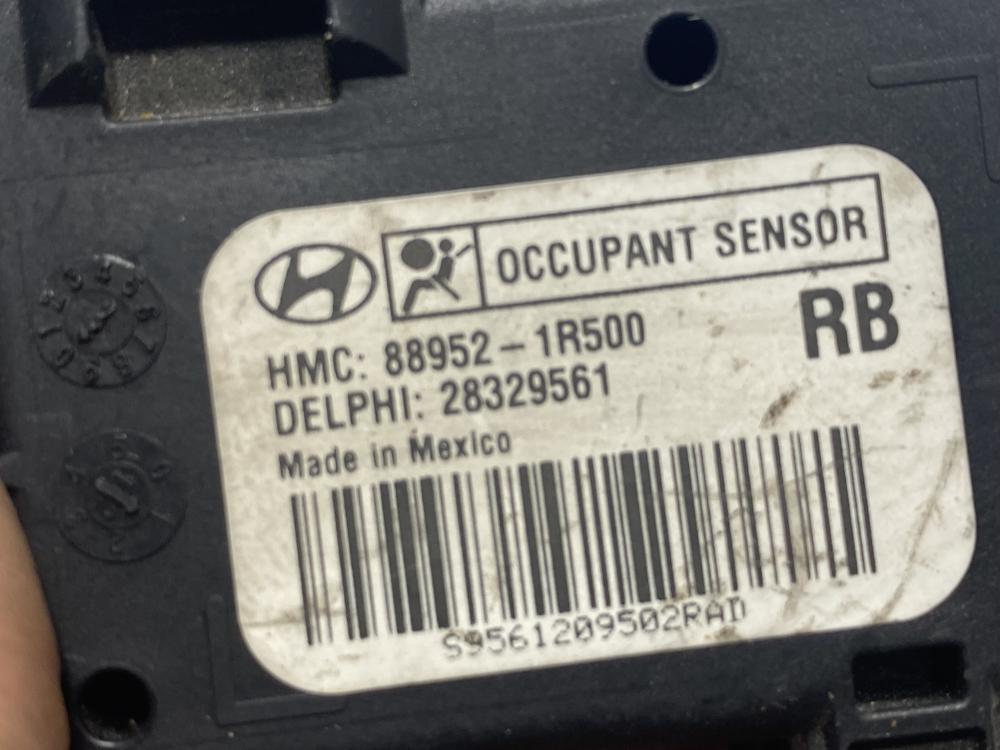 OCCUPANT SENSOR
HMC: 88952-1R500
RB
DELPHI: 28329561
Made in Mexico
S9561209502RAD